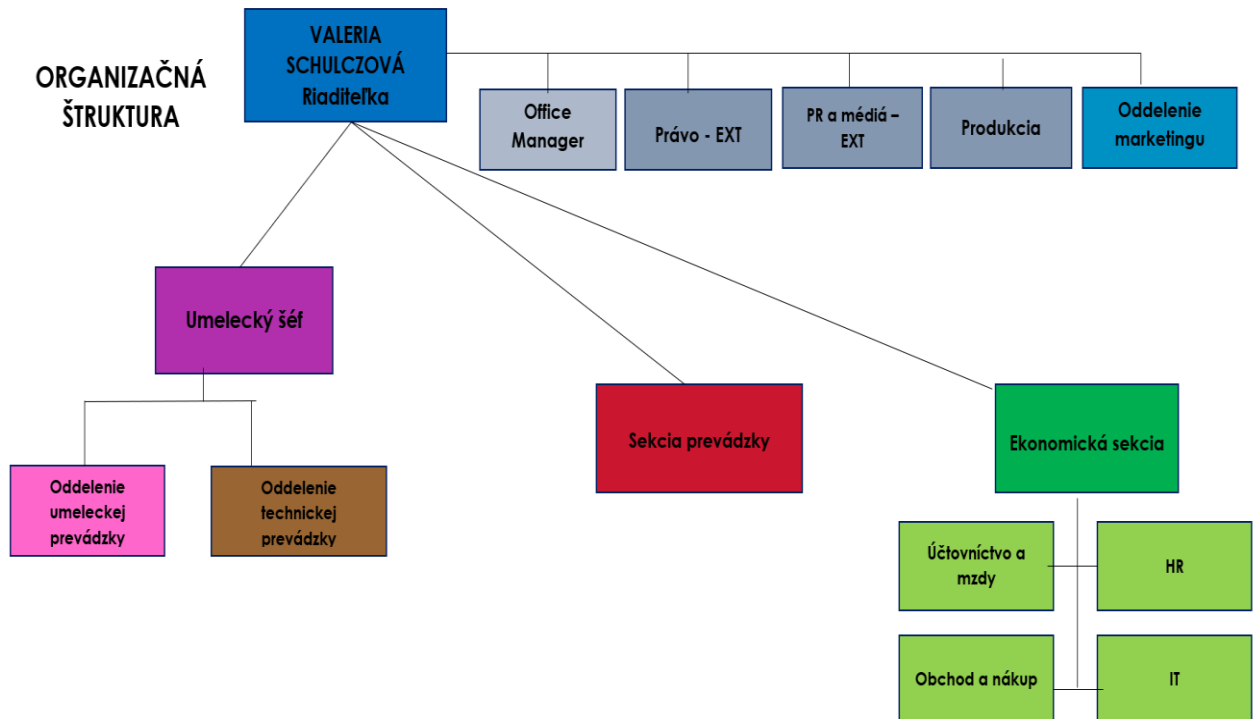 ORGANIZAČNÁ
ŠTRUKTURA
VALERIA
SCHULCZOVÁ
Riaditeľka
Office
Manager
Právo - EXT
PR a médiá –
EXT
Produkcia
Oddelenie
marketingu
Umelecký šéf
Sekcia prevádzky
Ekonomická sekcia
Oddelenie
umeleckej
prevádzky
Oddelenie
technickej
prevádzky
Účtovníctvo a
mzdy
HR
Obchod a nákup
IT